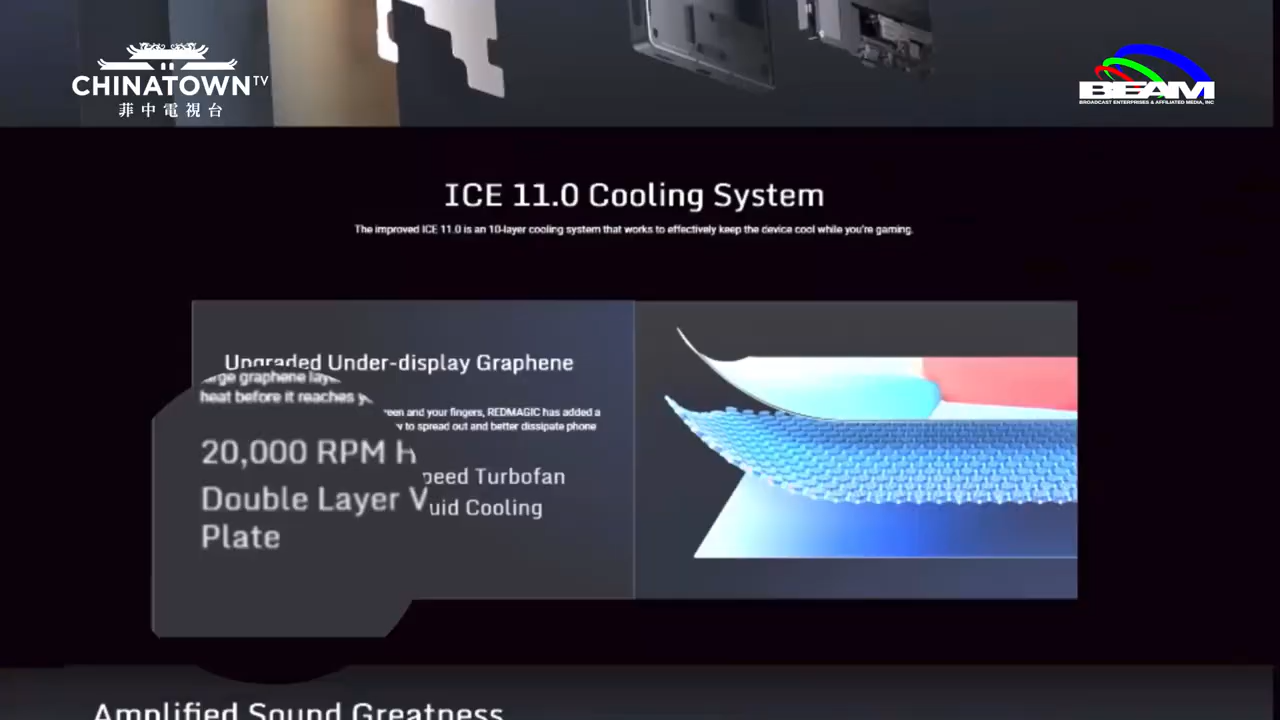 CHINATOWN TV
菲中電視台
BEAM
BROADCAST ENTERPRISES & AFFILIATED MEDIA, INC
ICE 11.0 Cooling System
The improved ICE 11.0 is an 10-layer cooling system that works to effectively keep the device cool while you're gaming.
Upgraded Under-display Graphene
graphene
heat before it reaches
een and your fingers, REDMAGIC has added a
to spread out and better dissipate phone
20,000 RPM H
peed Turbofan
Double Layer V
uid Cooling
Plate
Amplified Sound Greatness